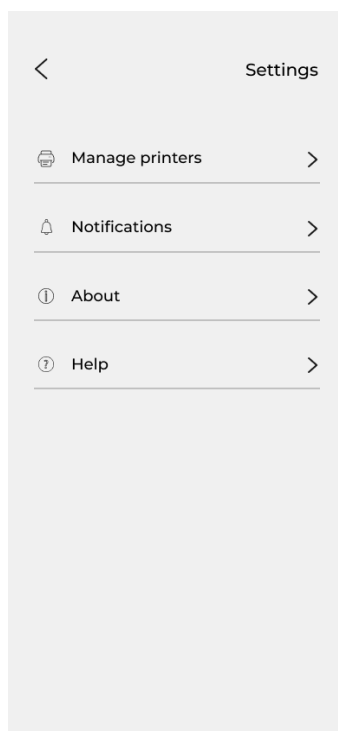 Settings
Manage printers
Notifications
About
Help